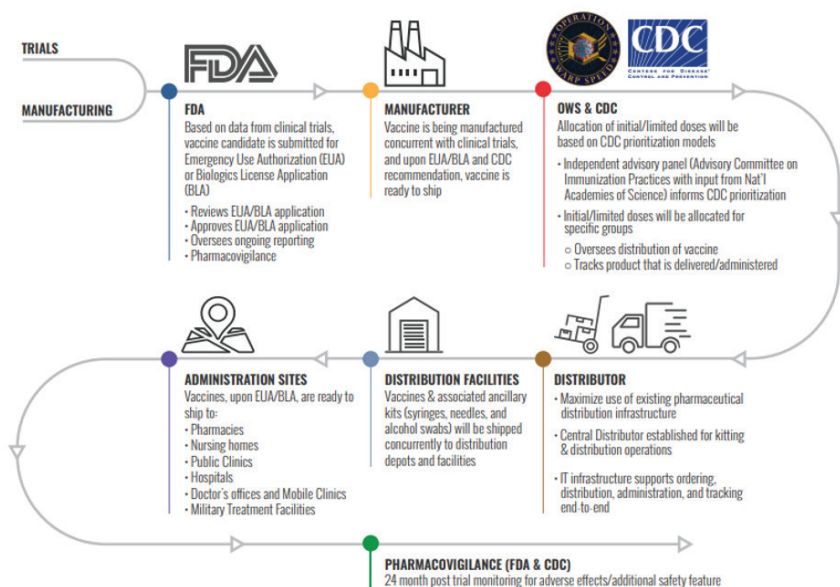 TRIALS
MANUFACTURING
FDA
FDA
Based on data from clinical trials,
vaccine candidate is submitted for
Emergency Use Authorization (EUA)
or Biologics License Application
(BLA)
• Reviews EUA/BLA application
• Approves EUA/BLA application
• Oversees ongoing reporting
• Pharmacovigilance
MANUFACTURER
Vaccine is being manufactured
concurrent with clinical trials,
and upon EUA/BLA and CDC
recommendation, vaccine is
ready to ship
OPERATION
WARP SPEED
CDC
CENTERS FOR DISEASE
CONTROL AND PREVENTION
OWS & CDC
Allocation of initial/limited doses will be
based on CDC prioritization models
• Independent advisory panel (Advisory Committee on
Immunization Practices with input from Nat'l
Academies of Science) informs CDC prioritization
• Initial/limited doses will be allocated for
specific groups
○ Oversees distribution of vaccine
○ Tracks product that is delivered/administered
ADMINISTRATION SITES
Vaccines, upon EUA/BLA, are ready to
ship to:
• Pharmacies
• Nursing homes
• Public Clinics
• Hospitals
• Doctor's offices and Mobile Clinics
• Military Treatment Facilities
DISTRIBUTION FACILITIES
Vaccines & associated ancillary
kits (syringes, needles, and
alcohol swabs) will be shipped
concurrently to distribution
depots and facilities
DISTRIBUTOR
• Maximize use of existing pharmaceutical
distribution infrastructure
• Central Distributor established for kitting
& distribution operations
• IT infrastructure supports ordering,
distribution, administration, and tracking
end-to-end
PHARMACOVIGILANCE (FDA & CDC)
24 month post trial monitoring for adverse effects/additional safety feature